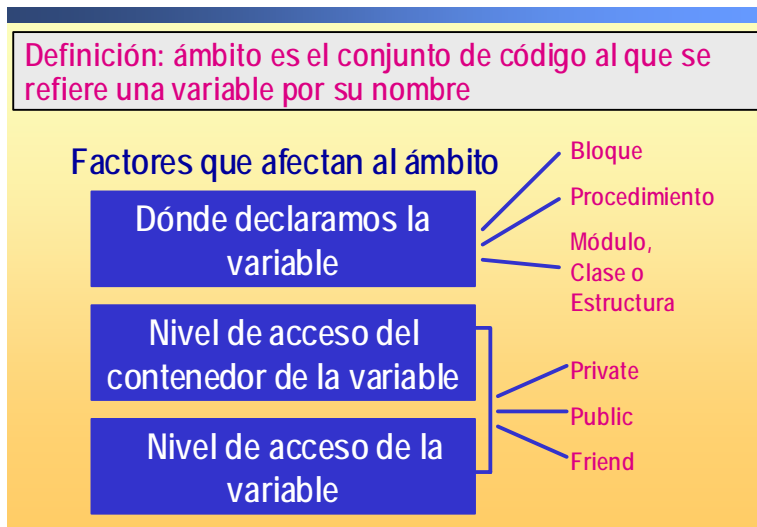 Definición: ámbito es el conjunto de código al que se
refiere una variable por su nombre
Factores que afectan al ámbito
Dónde declaramos la
variable
Bloque
Procedimiento
Módulo,
Clase o
Estructura
Nivel de acceso del
contenedor de la variable
Nivel de acceso de la
variable
Private
Public
Friend